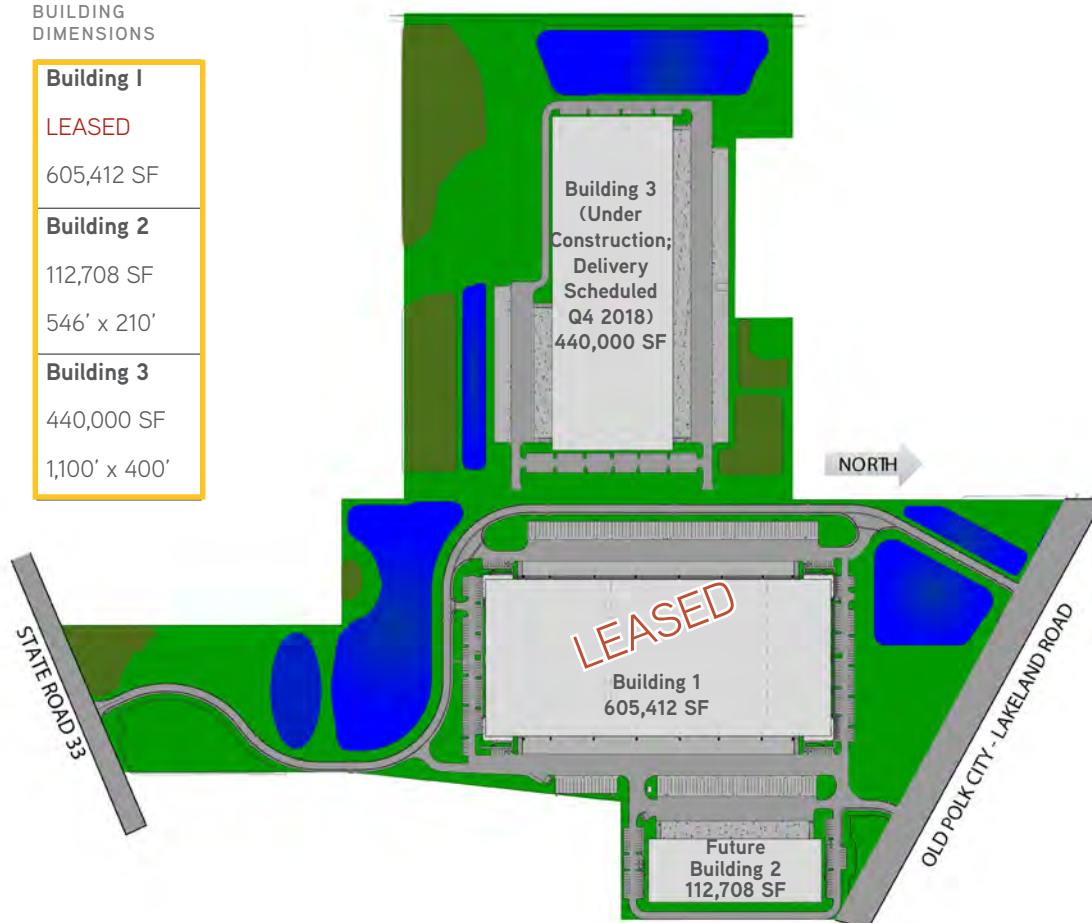 BUILDING
DIMENSIONS
Building 1
LEASED
605,412 SF
Building 2
112,708 SF
546’ x 210’
Building 3
440,000 SF
1,100’ x 400’
Building 3
(Under
Construction;
Delivery
Scheduled
Q4 2018)
440,000 SF
NORTH
STATE ROAD 33
LEASED
Building 1
605,412 SF
OLD POLK CITY - LAKELAND ROAD
Future
Building 2
112,708 SF